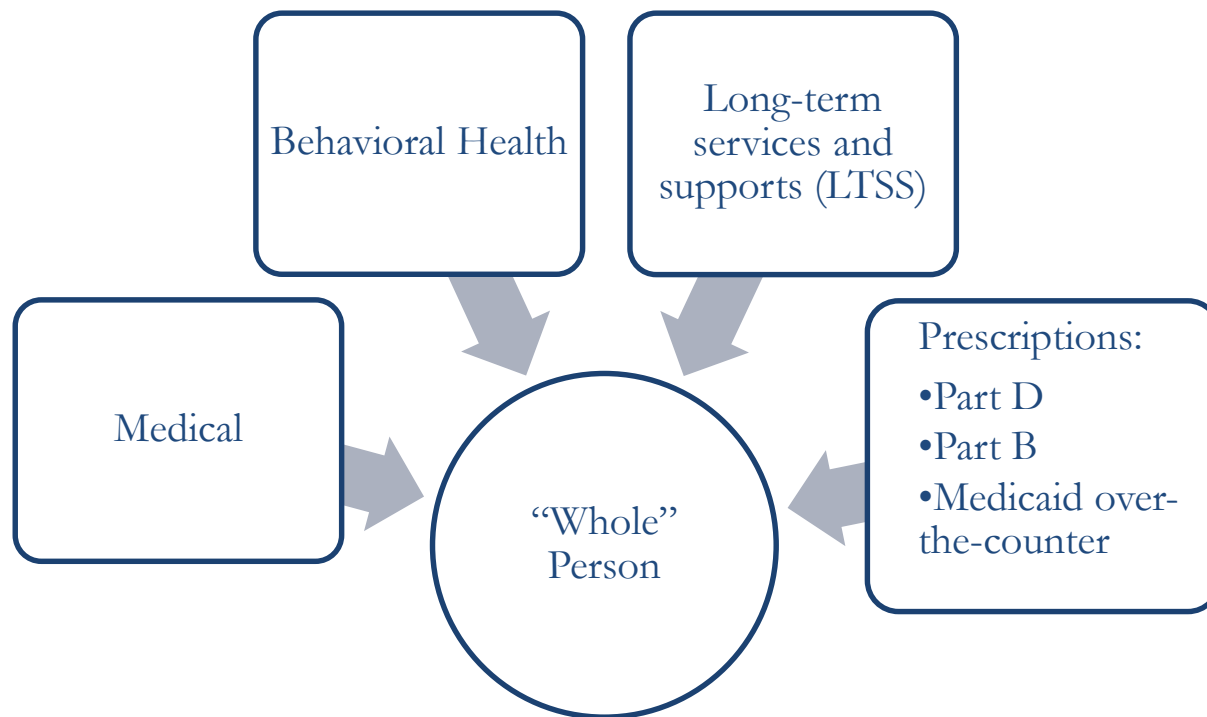 Behavioral Health
Long-term
services and
supports (LTSS)
Medical
Prescriptions:
•Part D
•Part B
•Medicaid over-
the-counter
“Whole”
Person